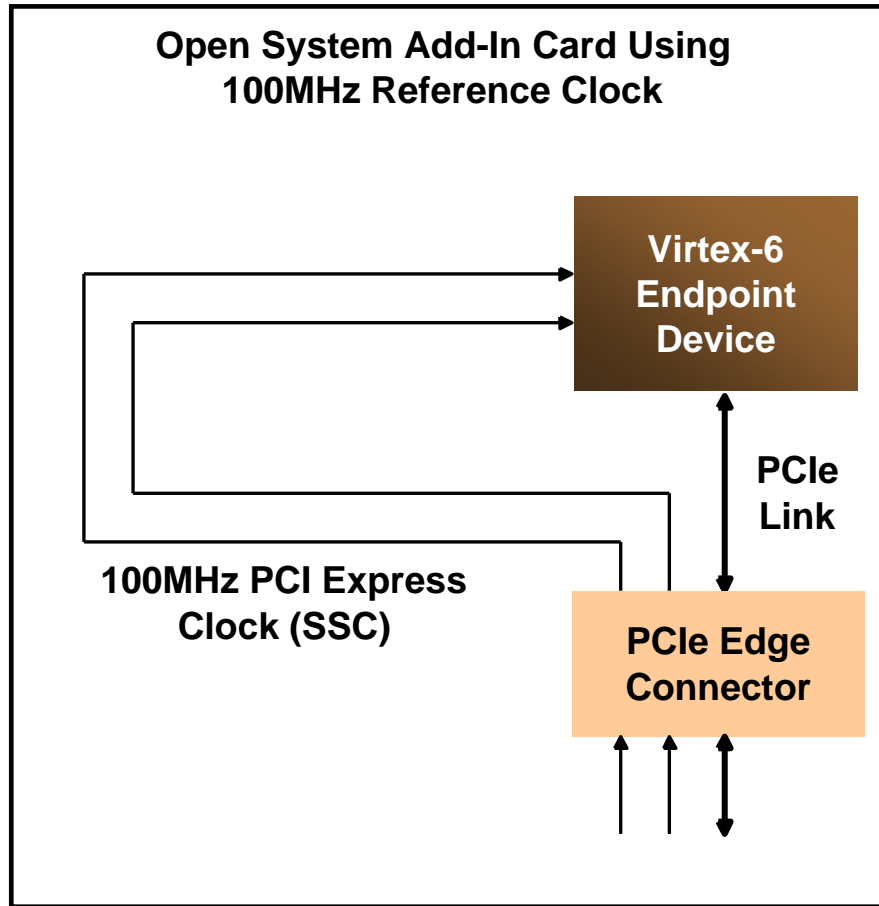 Open System Add-In Card Using
100MHz Reference Clock
Virtex-6
Endpoint
Device
PCIe
Link
100MHz PCI Express
Clock (SSC)
PCIe Edge
Connector